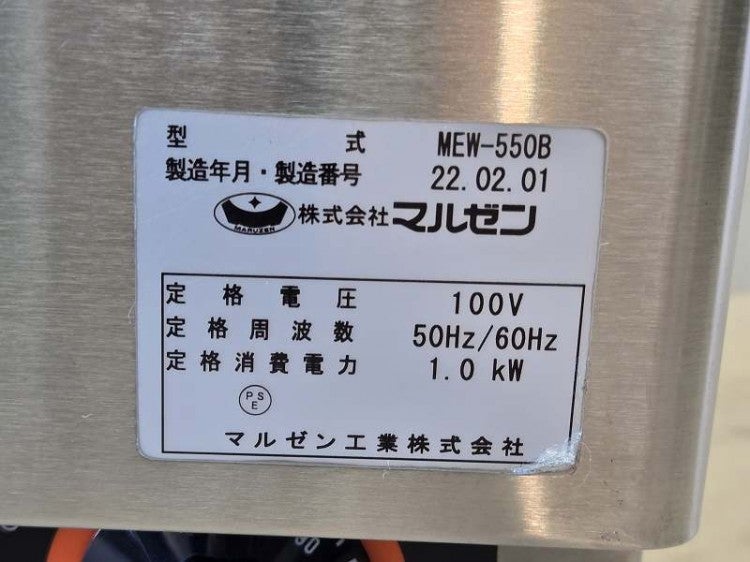 型式 MEW-550B
製造年月・製造番号 22.02.01
MARUZEN 株式会社マルゼン
定格電圧 100V
定格周波数 50Hz/60Hz
定格消費電力 1.0 kW
PSE
マルゼン工業株式会社